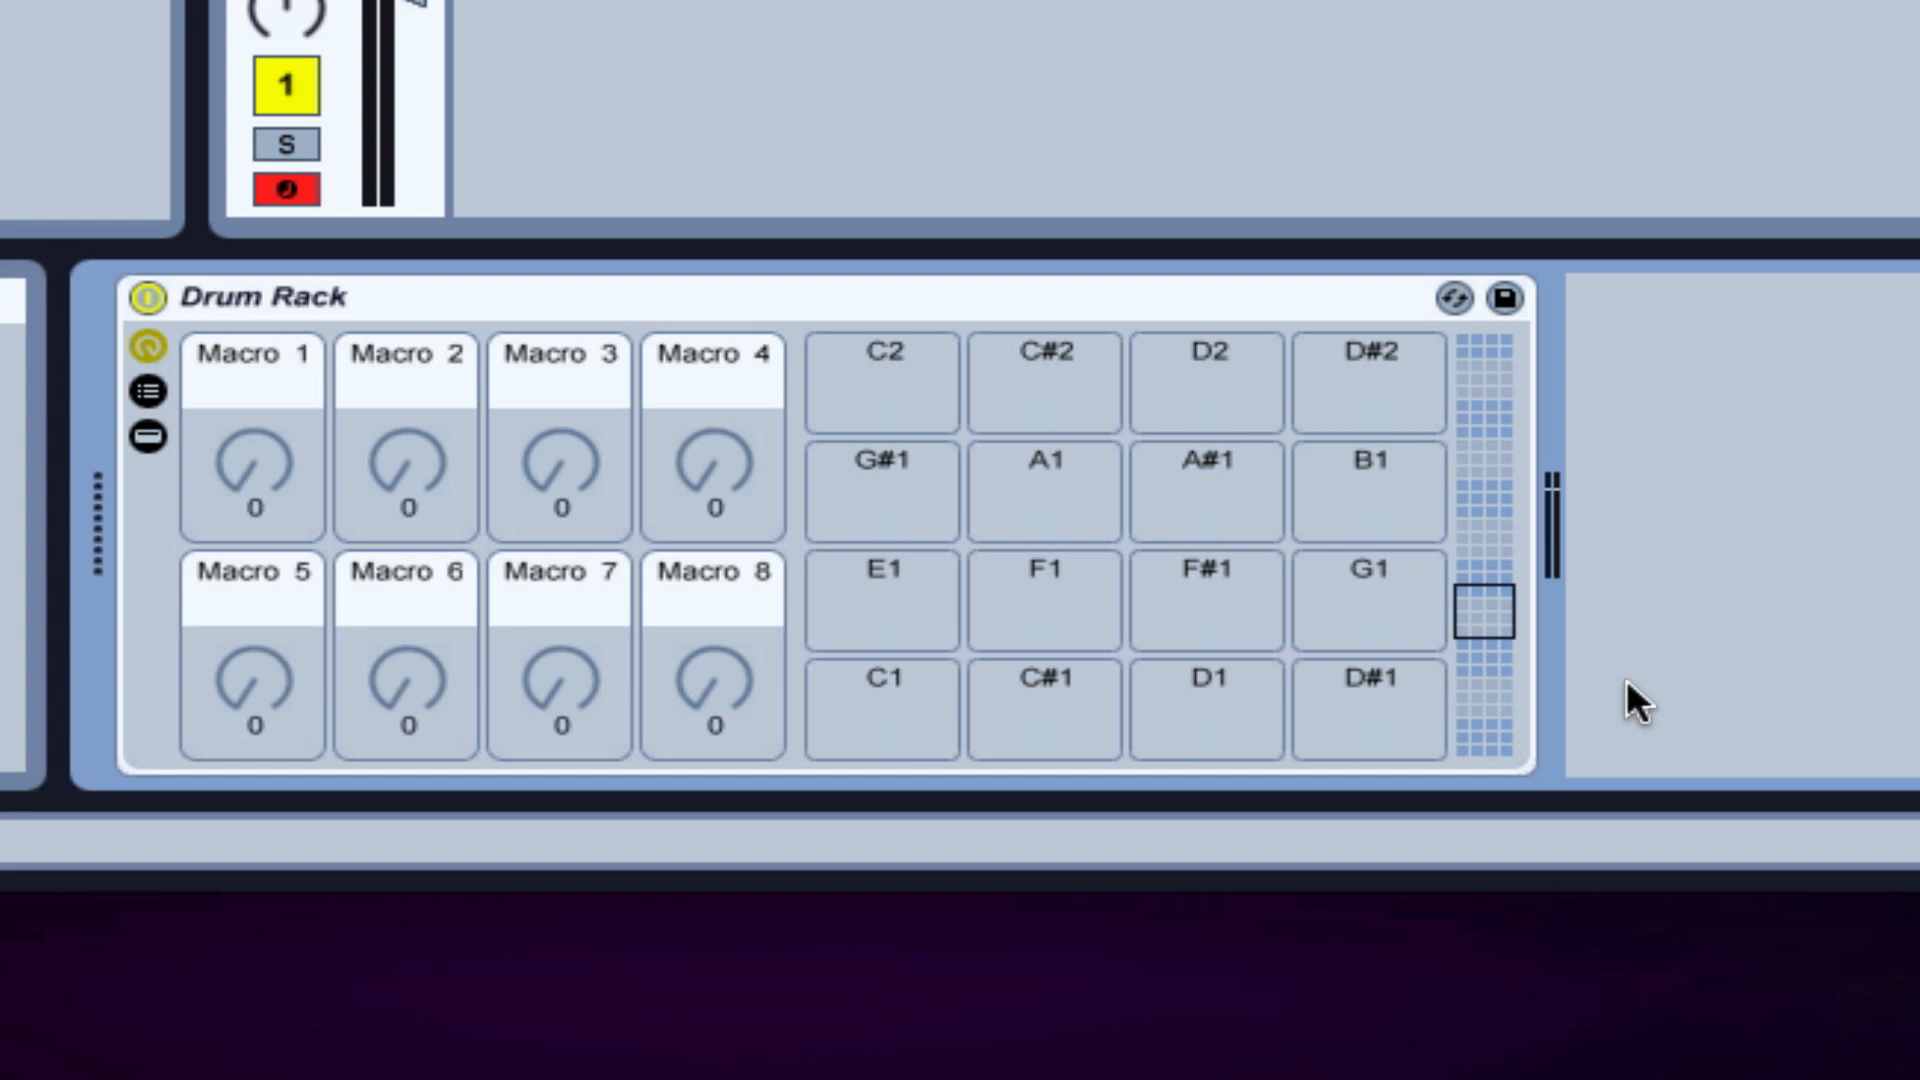 1
S
Drum Rack
Macro 1 Macro 2 Macro 3 Macro 4
C2 C#2 D2 D#2
G#1 A1 A#1 B1
0 0 0 0
Macro 5 Macro 6 Macro 7 Macro 8
E1 F1 F#1 G1
C1 C#1 D1 D#1
0 0 0 0